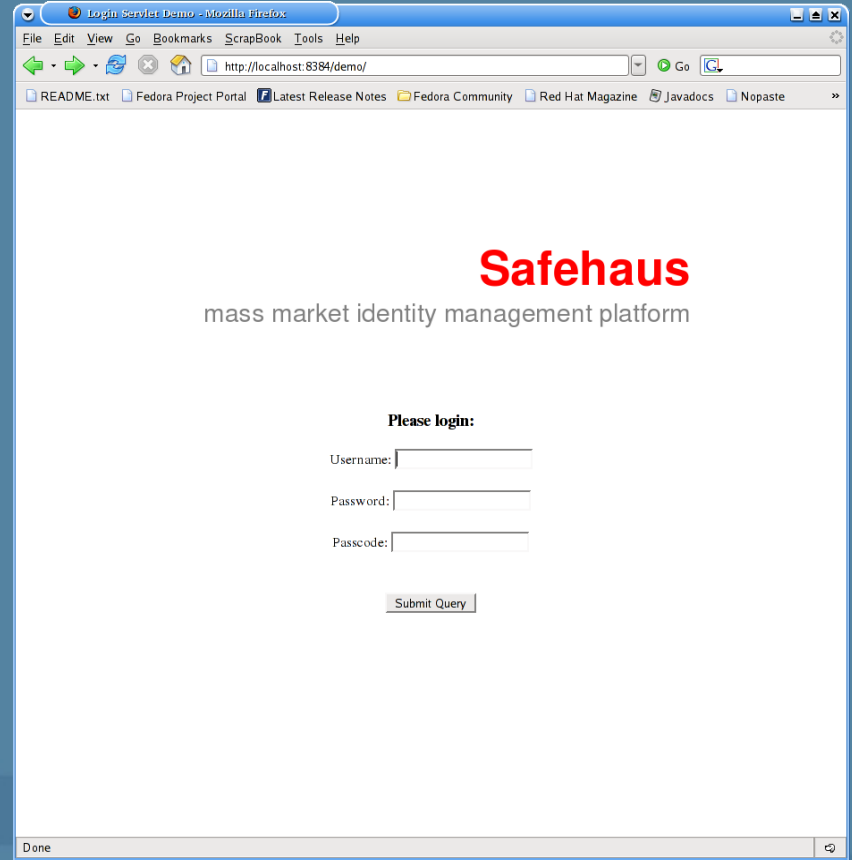 Login Servlet Demo - Mozilla Firefox
File Edit View Go Bookmarks ScrapBook Tools Help
http://localhost:8384/demo/ Go G
README.txt Fedora Project Portal Latest Release Notes Fedora Community Red Hat Magazine Javadocs Nopaste »
Safehaus
mass market identity management platform
Please login:
Username:
Password:
Passcode:
Submit Query
Done